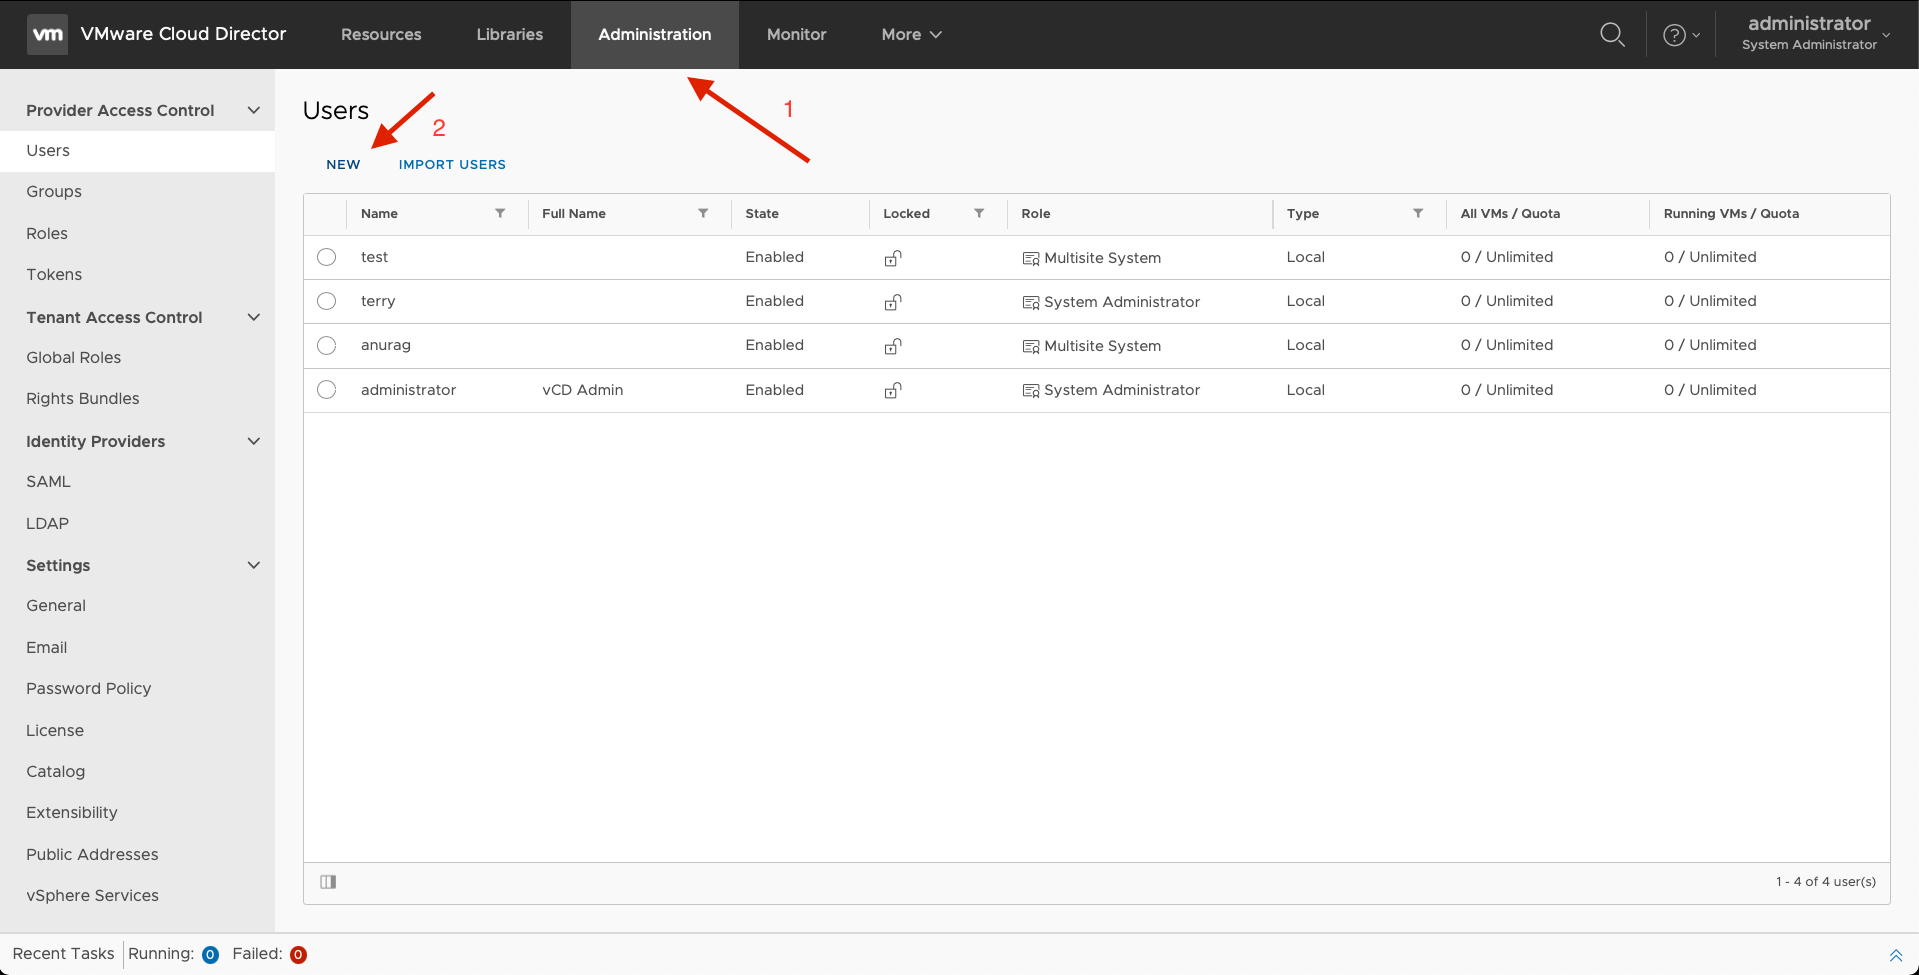 vm VMware Cloud Director Resources Libraries Administration Monitor More administrator
System Administrator
Provider Access Control
Users
Groups
Roles
Tokens
Tenant Access Control
Global Roles
Rights Bundles
Identity Providers
SAML
LDAP
Settings
General
Email
Password Policy
License
Catalog
Extensibility
Public Addresses
vSphere Services
Users
1
2
NEW IMPORT USERS
Name Full Name State Locked Role Type All VMs / Quota Running VMs / Quota
test Enabled Multisite System Local 0 / Unlimited 0 / Unlimited
terry Enabled System Administrator Local 0 / Unlimited 0 / Unlimited
anurag Enabled Multisite System Local 0 / Unlimited 0 / Unlimited
administrator vCD Admin Enabled System Administrator Local 0 / Unlimited 0 / Unlimited
1 - 4 of 4 user(s)
Recent Tasks Running: 0 Failed: 0